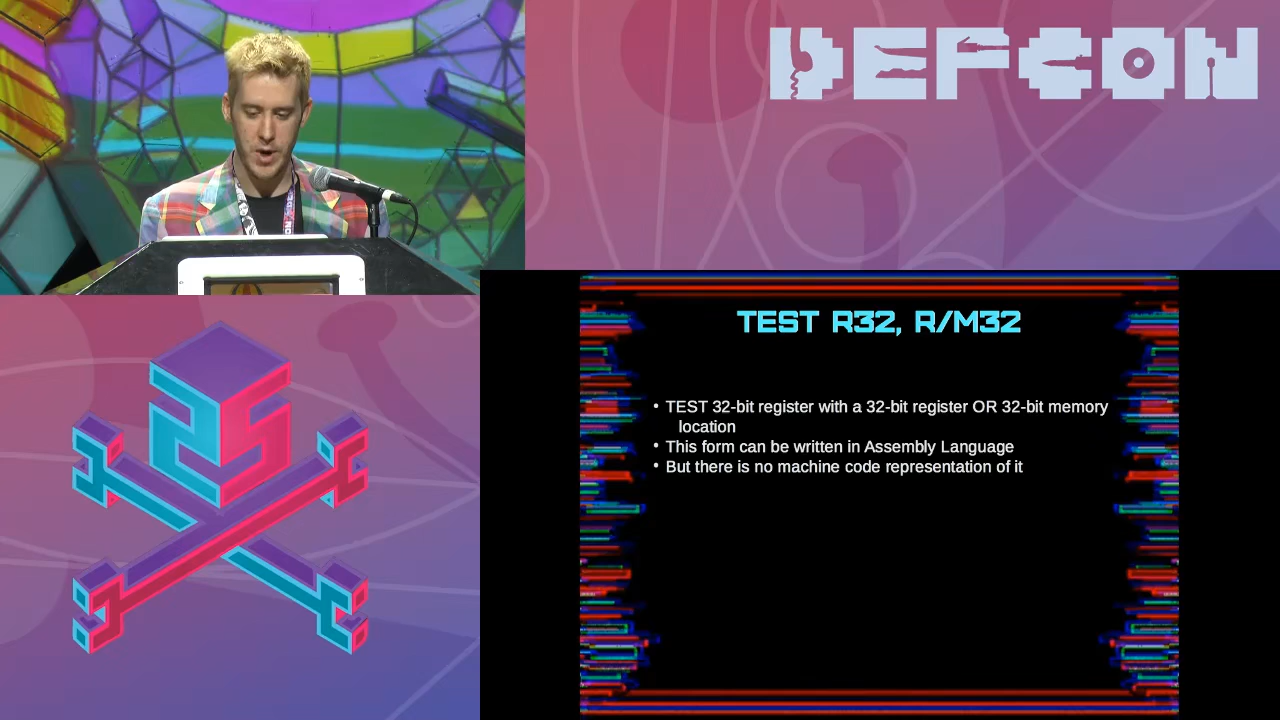 DEFCON
TEST R32, R/M32
• TEST 32-bit register with a 32-bit register OR 32-bit memory
location
• This form can be written in Assembly Language
• But there is no machine code representation of it